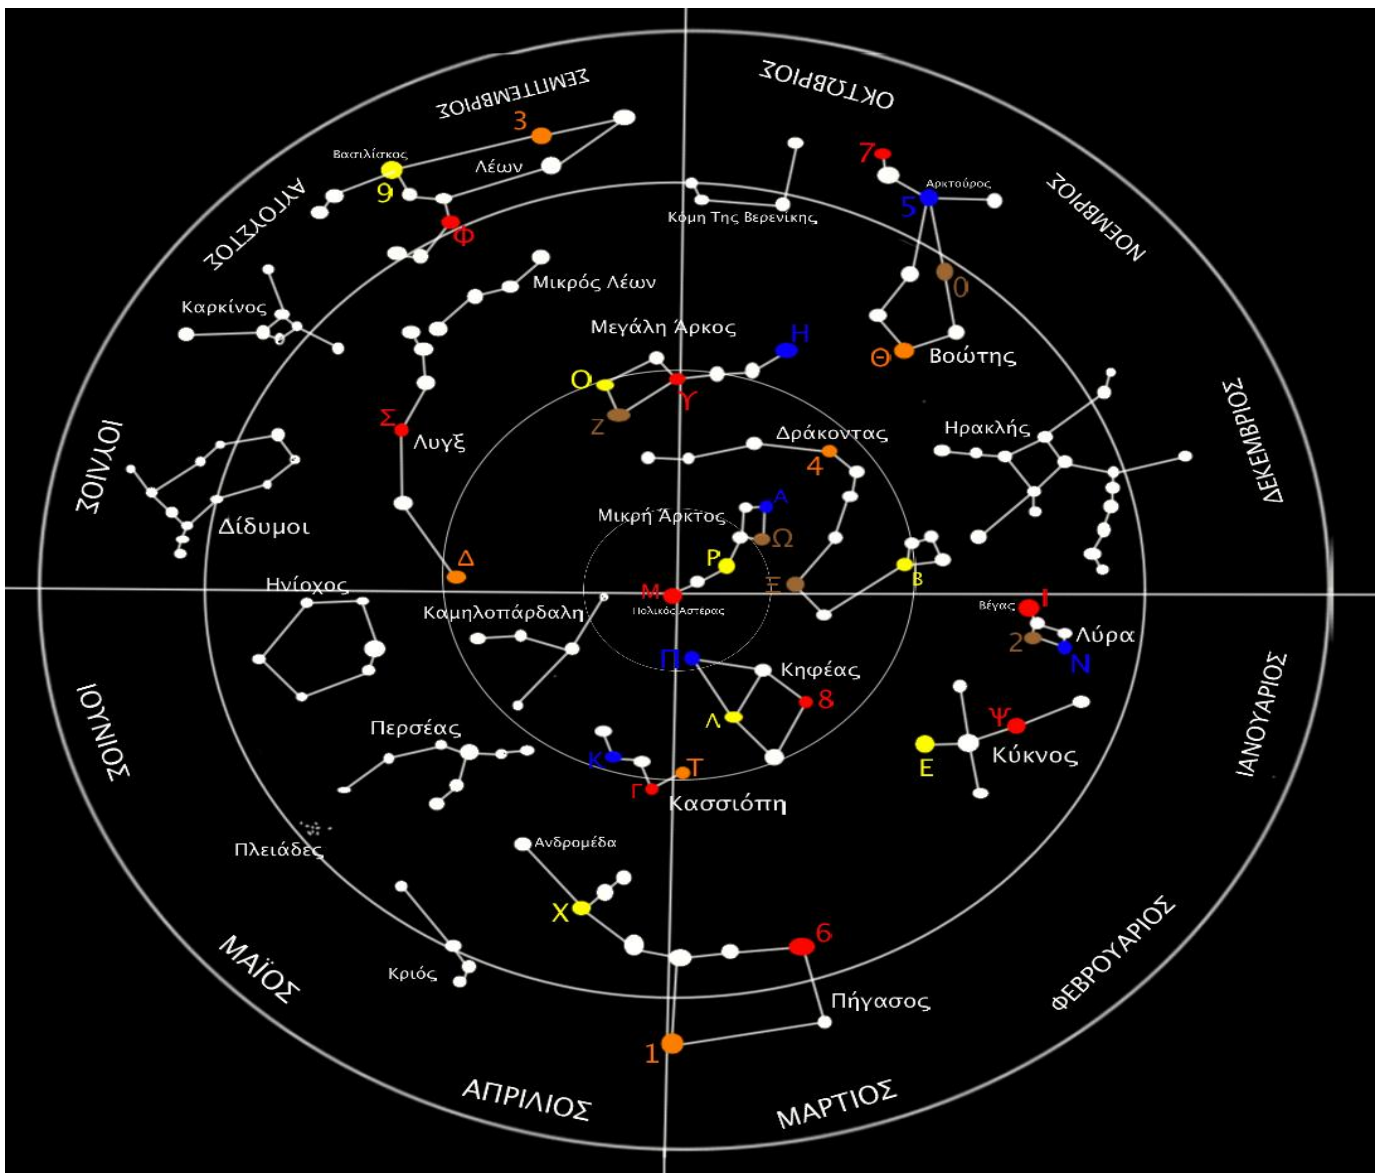 ΟΚΤΩΒΡΙΟΣ
ΣΕΜΠΤΕΜΒΡΙΟΣ
3
Βασιλίσκος
7
Λέων
Αρκτούρος
9
5
ΑΥΓΟΥΣΤΟΣ
ΝΟΕΜΒΡΙΟΣ
Κόμη Της Βερενίκης
Φ
Μικρός Λέων
0
Καρκίνος
Μεγάλη Άρκος
Η
Θ
Βοώτης
Ο
Υ
Σ
Ζ
Λυγξ
Δράκοντας
4
Ηρακλής
ΔΕΚΕΜΒΡΙΟΣ
ΙΟΥΛΙΟΣ
Α
Μικρή Άρκτος
Δίδυμοι
Ω
Ρ
Δ
Ξ
Β
Ηνίοχος
Μ
Πολικός Αστέρας
Καμηλοπάρδαλη
Βέγας
Ι
Λύρα
2
Ν
Π
Κηφέας
8
Λ
Ψ
Ε
Κύκνος
Περσέας
ΙΟΥΝΙΟΣ
ΙΑΝΟΥΑΡΙΟΣ
Κ
Τ
Γ
Κασσιόπη
Πλειάδες
Ανδρομέδα
Χ
6
Κριός
Πήγασος
ΜΑΪΟΣ
ΦΕΒΡΟΥΑΡΙΟΣ
1
ΑΠΡΙΛΙΟΣ
ΜΑΡΤΙΟΣ